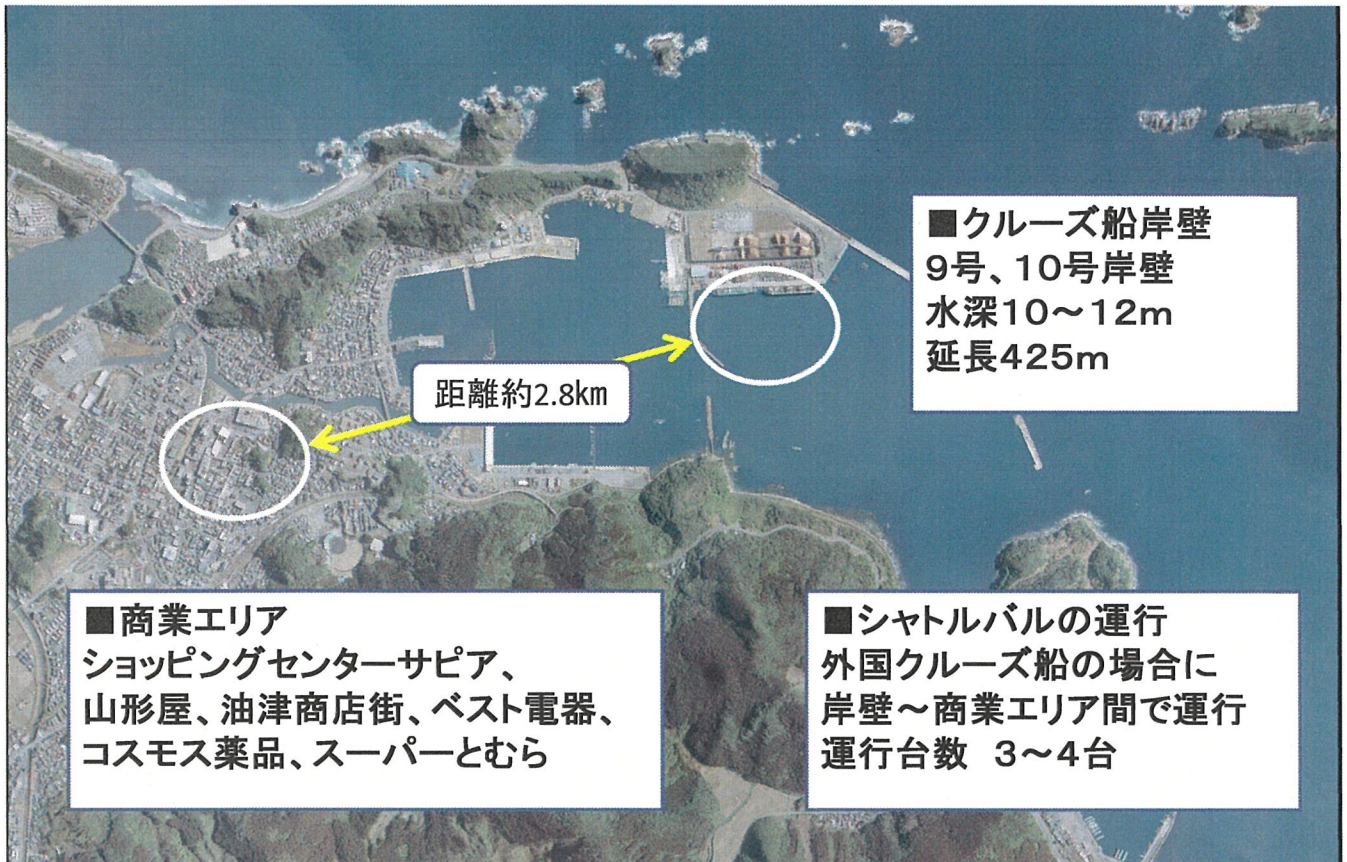 ■クルーズ船岸壁
9号、10号岸壁
水深10～12m
延長425m
距離約2.8㎞
■商業エリア
ショッピングセンターサピア、
山形屋、油津商店街、ベスト電器、
コスモス薬品、スーパーとむら
■シャトルバルの運行
外国クルーズ船の場合に
岸壁～商業エリア間で運行
運行台数　3～4台